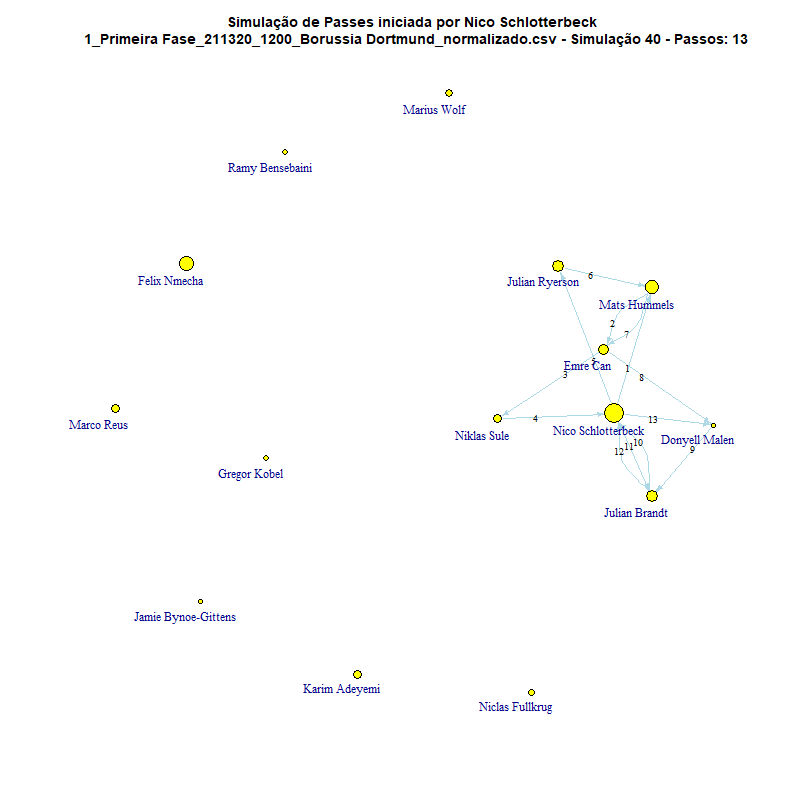 Simulação de Passes iniciada por Nico Schlotterbeck
1_Primeira Fase_211320_1200_Borussia Dortmund_normalizado.csv - Simulação 40 - Passos: 13
Marius Wolf
Ramy Bensebaini
Felix Nmecha
Julian Ryerson
6
Mats Hummels
2
7
Emre Can
5
3
1
8
Marco Reus
Niklas Sule
4
Nico Schlotterbeck
13
Donyell Malen
12
11
10
9
Gregor Kobel
Julian Brandt
Jamie Bynoe-Gittens
Karim Adeyemi
Niclas Fullkrug